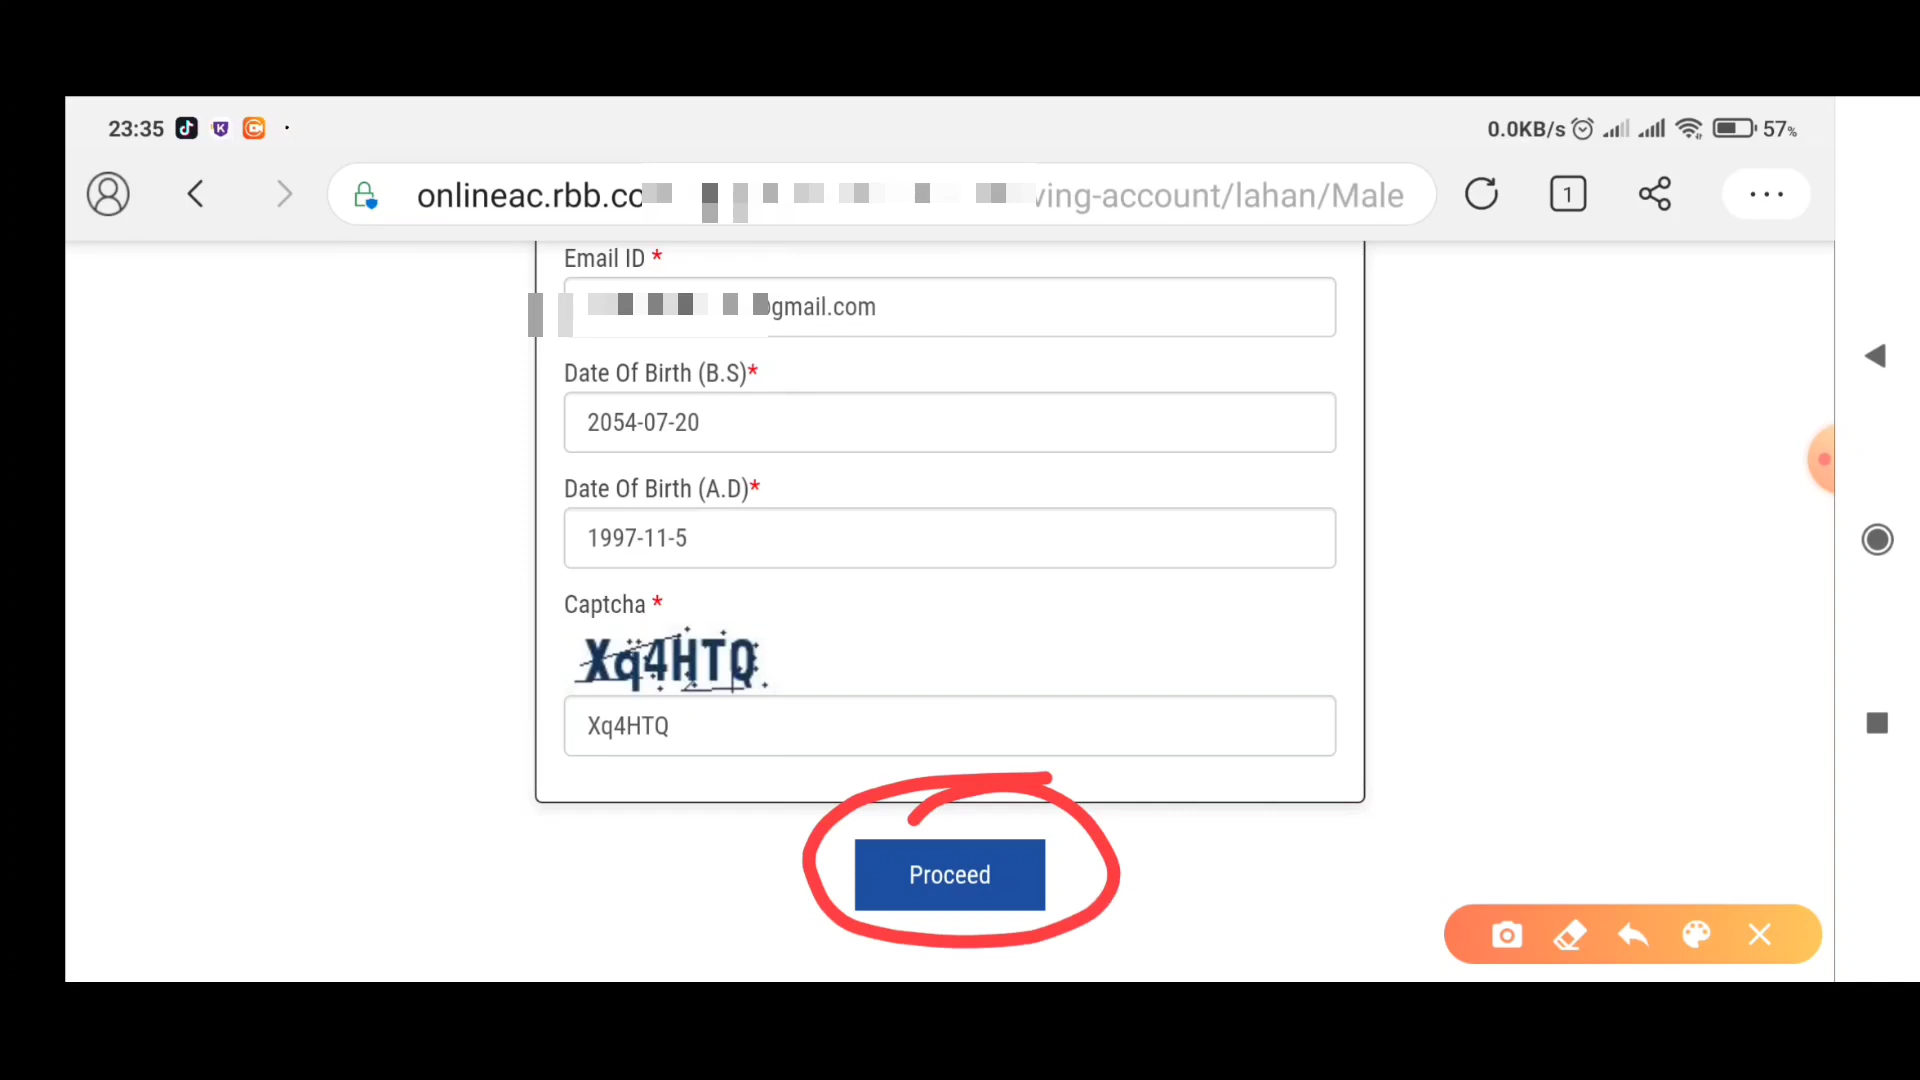 23:35
0.0KB/s 57%
onlineac.rbb.co ving-account/lahan/Male
1
Email ID *
gmail.com
Date Of Birth (B.S)*
2054-07-20
Date Of Birth (A.D)*
1997-11-5
Captcha *
Xq4HTQ
Xq4HTQ
Proceed